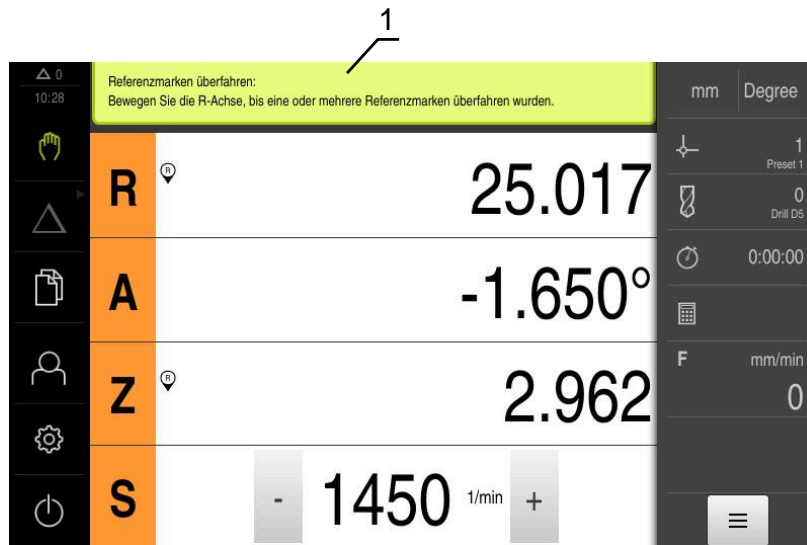 1
0
10:28
Referenzmarken überfahren:
Bewegen Sie die R-Achse, bis eine oder mehrere Referenzmarken überfahren wurden.
mm Degree
R R 25.017
1
Preset 1
0
Drill D5
A -1.650°
0:00:00
Z R 2.962
F mm/min
0
S - 1450 1/min +